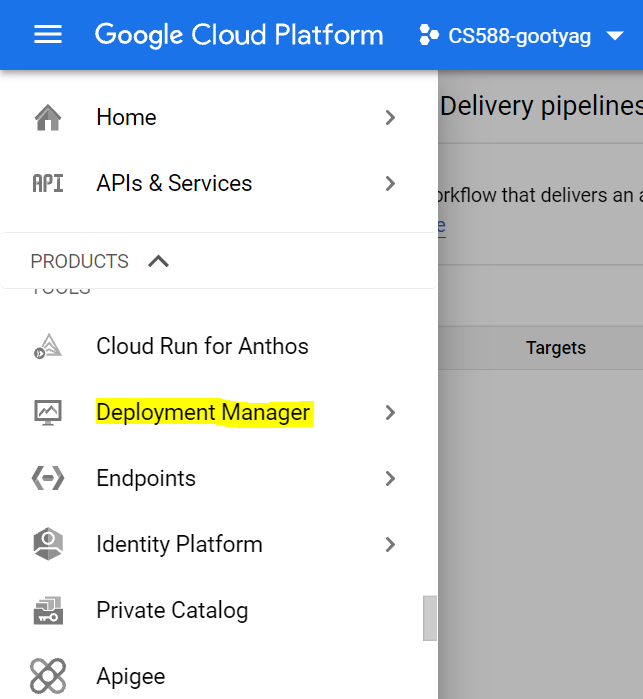 Google Cloud Platform CS588-gootyag
Home
API APIs & Services
PRODUCTS
TOOLS
Cloud Run for Anthos
Deployment Manager
Endpoints
Identity Platform
Private Catalog
Apigee
Delivery pipelines
orkflow that delivers an a
e
Targets